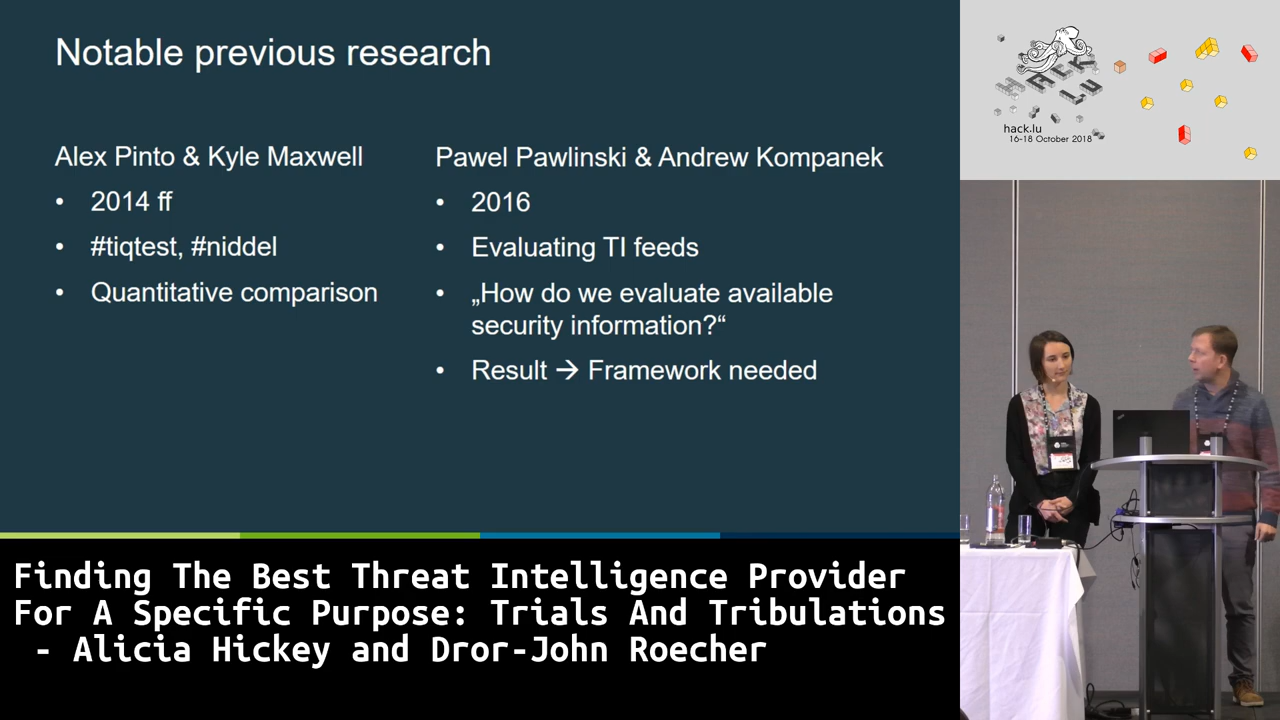 Notable previous research
Alex Pinto & Kyle Maxwell
• 2014 ff
• #tiqtest, #niddel
• Quantitative comparison
Pawel Pawlinski & Andrew Kompanek
• 2016
• Evaluating TI feeds
• „How do we evaluate available
security information?“
• Result → Framework needed
HACK
LU
hack.lu
16-18 October 2018
Finding The Best Threat Intelligence Provider
For A Specific Purpose: Trials And Tribulations
- Alicia Hickey and Dror-John Roecher